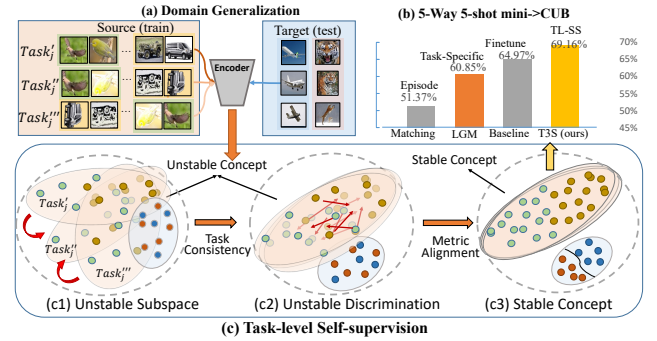 (a) Domain Generalization
Source (train)
Target (test)
Task'j
...
Task''j
...
Task'''j
...
Encoder
(b) 5-Way 5-shot mini->CUB
TL-SS
69.16%
Finetune
64.97%
Task-Specific
60.85%
Episode
51.37%
70%
65%
60%
55%
50%
45%
Matching
LGM
Baseline
T3S (ours)
Unstable Concept
Stable Concept
Task'j
Task''j
Task'''j
Task
Consistency
Metric
Alignment
(c1) Unstable Subspace
(c2) Unstable Discrimination
(c3) Stable Concept
(c) Task-level Self-supervision